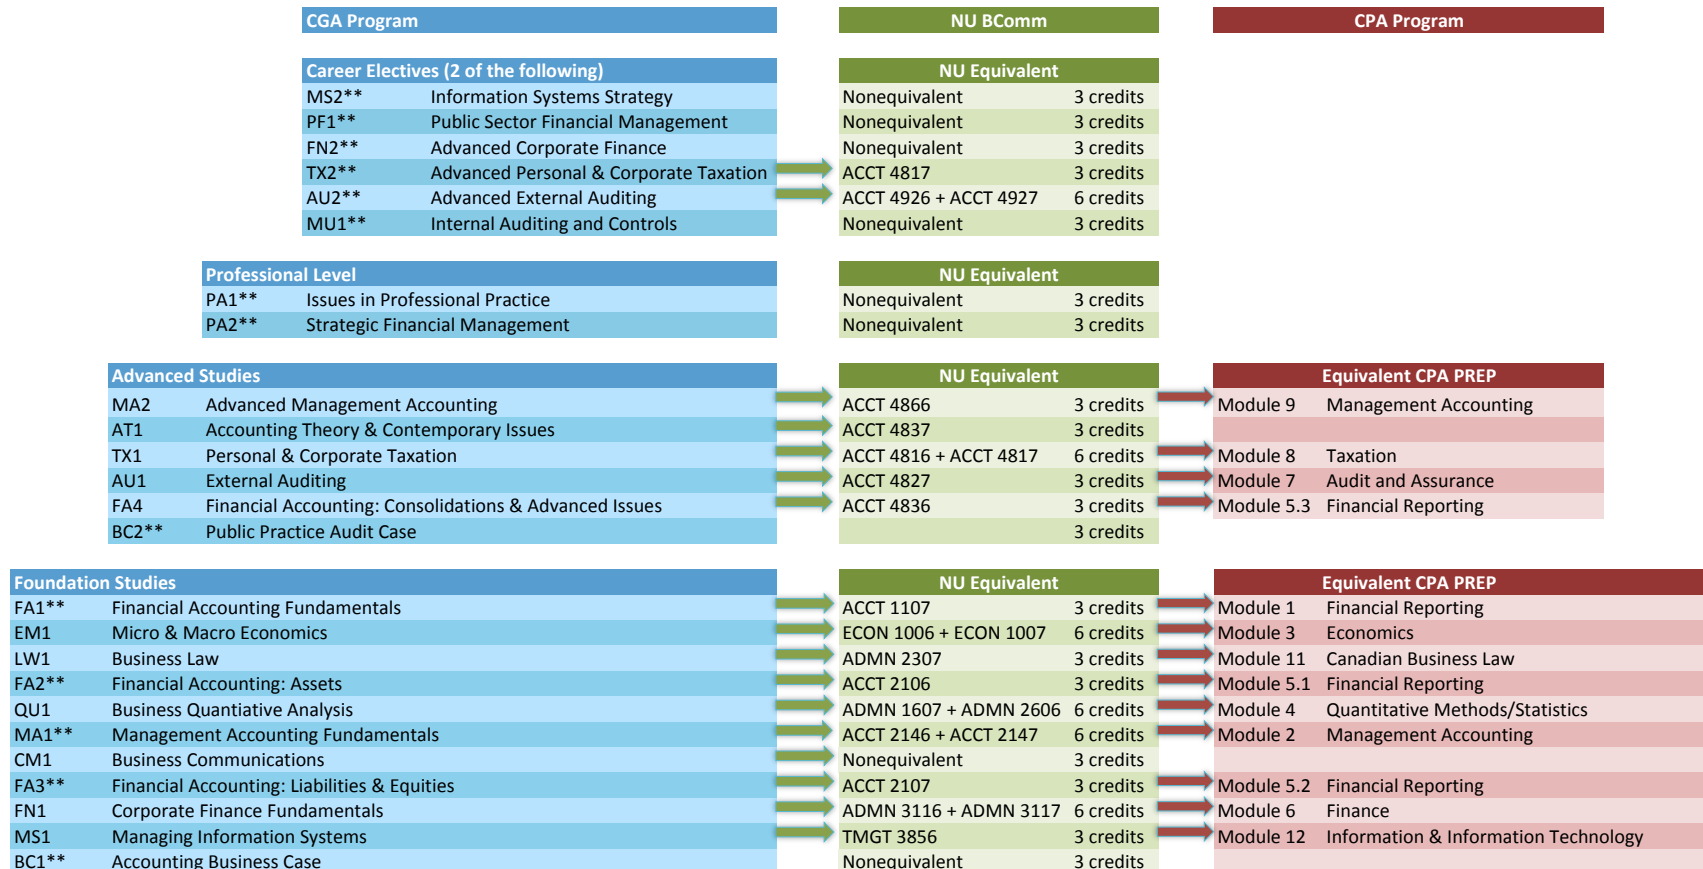 CGA Program NU BComm CPA Program
Career Electives (2 of the following) NU Equivalent
MS2** Information Systems Strategy Nonequivalent 3 credits
PF1** Public Sector Financial Management Nonequivalent 3 credits
FN2** Advanced Corporate Finance Nonequivalent 3 credits
TX2** Advanced Personal & Corporate Taxation ACCT 4817 3 credits
AU2** Advanced External Auditing ACCT 4926 + ACCT 4927 6 credits
MU1** Internal Auditing and Controls Nonequivalent 3 credits
Professional Level NU Equivalent
PA1** Issues in Professional Practice Nonequivalent 3 credits
PA2** Strategic Financial Management Nonequivalent 3 credits
Advanced Studies NU Equivalent Equivalent CPA PREP
MA2 Advanced Management Accounting ACCT 4866 3 credits Module 9 Management Accounting
AT1 Accounting Theory & Contemporary Issues ACCT 4837 3 credits
TX1 Personal & Corporate Taxation ACCT 4816 + ACCT 4817 6 credits Module 8 Taxation
AU1 External Auditing ACCT 4827 3 credits Module 7 Audit and Assurance
FA4 Financial Accounting: Consolidations & Advanced Issues ACCT 4836 3 credits Module 5.3 Financial Reporting
BC2** Public Practice Audit Case 3 credits
Foundation Studies NU Equivalent Equivalent CPA PREP
FA1** Financial Accounting Fundamentals ACCT 1107 3 credits Module 1 Financial Reporting
EM1 Micro & Macro Economics ECON 1006 + ECON 1007 6 credits Module 3 Economics
LW1 Business Law ADMN 2307 3 credits Module 11 Canadian Business Law
FA2** Financial Accounting: Assets ACCT 2106 3 credits Module 5.1 Financial Reporting
QU1 Business Quantiative Analysis ADMN 1607 + ADMN 2606 6 credits Module 4 Quantitative Methods/Statistics
MA1** Management Accounting Fundamentals ACCT 2146 + ACCT 2147 6 credits Module 2 Management Accounting
CM1 Business Communications Nonequivalent 3 credits
FA3** Financial Accounting: Liabilities & Equities ACCT 2107 3 credits Module 5.2 Financial Reporting
FN1 Corporate Finance Fundamentals ADMN 3116 + ADMN 3117 6 credits Module 6 Finance
MS1 Managing Information Systems TMGT 3856 3 credits Module 12 Information & Information Technology
BC1** Accounting Business Case Nonequivalent 3 credits